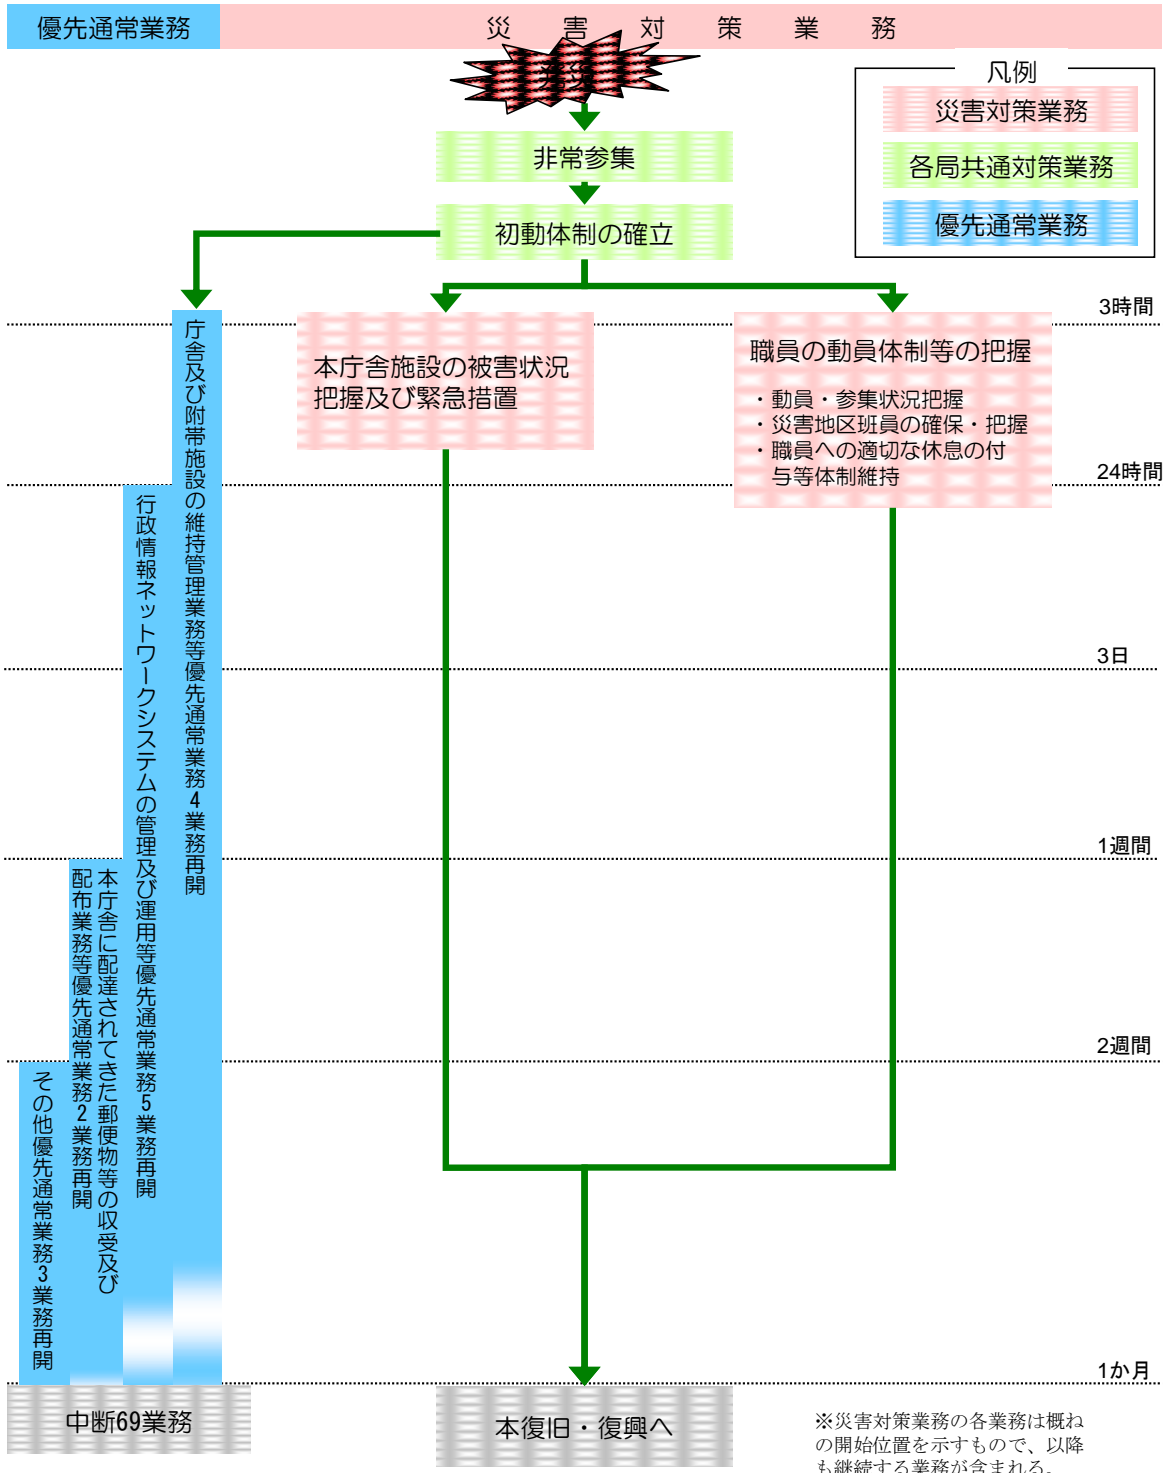 優先通常業務
災害対策業務
発災
凡例
災害対策業務
各局共通対策業務
優先通常業務
非常参集
初動体制の確立
3時間
本庁舎施設の被害状況
把握及び緊急措置
職員の動員体制等の把握
・動員・参集状況把握
・災害地区班員の確保・把握
・職員への適切な休息の付
与等体制維持
24時間
3日
1週間
2週間
1か月
庁舎及び附帯施設の維持管理業務等優先通常業務4業務再開
行政情報ネットワークシステムの管理及び運用等優先通常業務5業務再開
本庁舎に配達されてきた郵便物等の収受及び
配布業務等優先通常業務2業務再開
その他優先通常業務3業務再開
中断69業務
本復旧・復興へ
※災害対策業務の各業務は概ね
の開始位置を示すもので、以降
も継続する業務が含まれる。